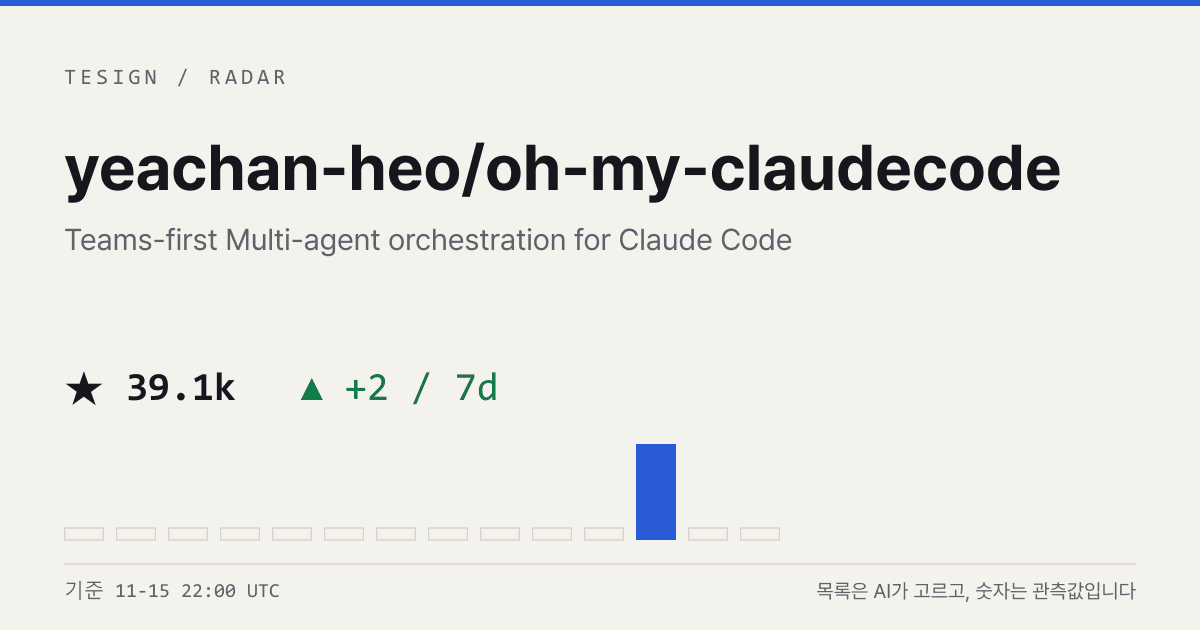 TESIGN / RADAR
yeachan-heo/oh-my-claudecode
Teams-first Multi-agent orchestration for Claude Code
★ 39.1k ▲ +2 / 7d
기준 11-15 22:00 UTC
목록은 AI가 고르고, 숫자는 관측값입니다